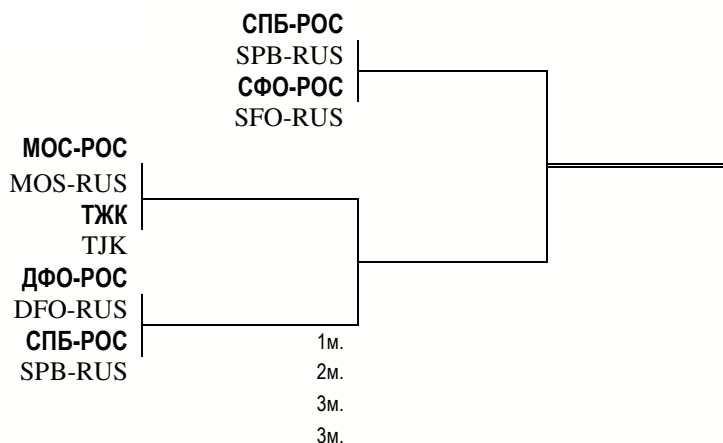 СПБ-РОС
SPB-RUS
СФО-РОС
SFO-RUS
МОС-РОС
MOS-RUS
ТЖК
TJK
ДФО-РОС
DFO-RUS
СПБ-РОС
SPB-RUS
1м.
2м.
3м.
3м.